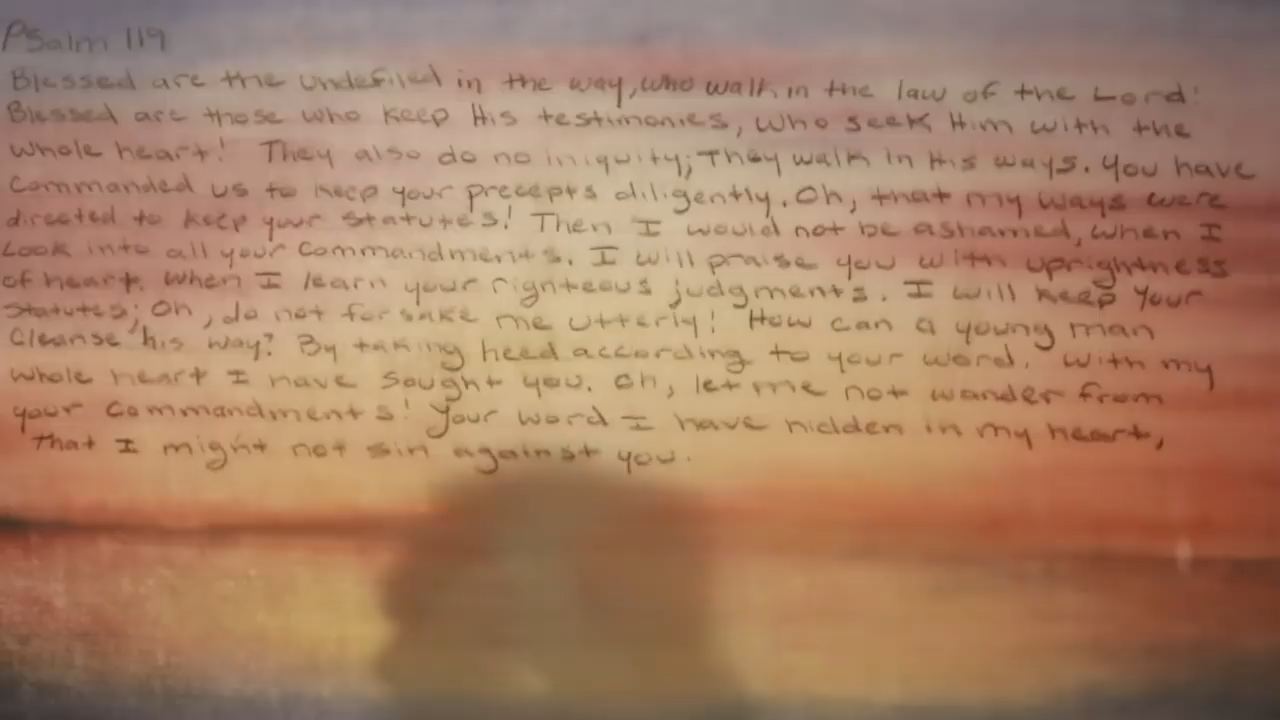 Psalm 119
Blessed are the undefiled in the way, who walk in the law of the Lord!
Blessed are those who keep His testimonies, who seek Him with the
whole heart! They also do no iniquity; They walk in His ways. You have
Commanded us to keep your precepts diligently. Oh, that my ways were
directed to keep your statutes! Then I would not be ashamed, when I
Look into all your Commandments. I will praise you with uprightness
of heart, when I learn your righteous judgments. I will keep Your
Statutes; Oh, do not forsake me utterly! How can a young man
Cleanse his way? By taking heed according to your word. With my
whole heart I have sought you. Oh, let me not wander from
your Commandments! Your word I have hidden in my heart,
That I might not sin against you.